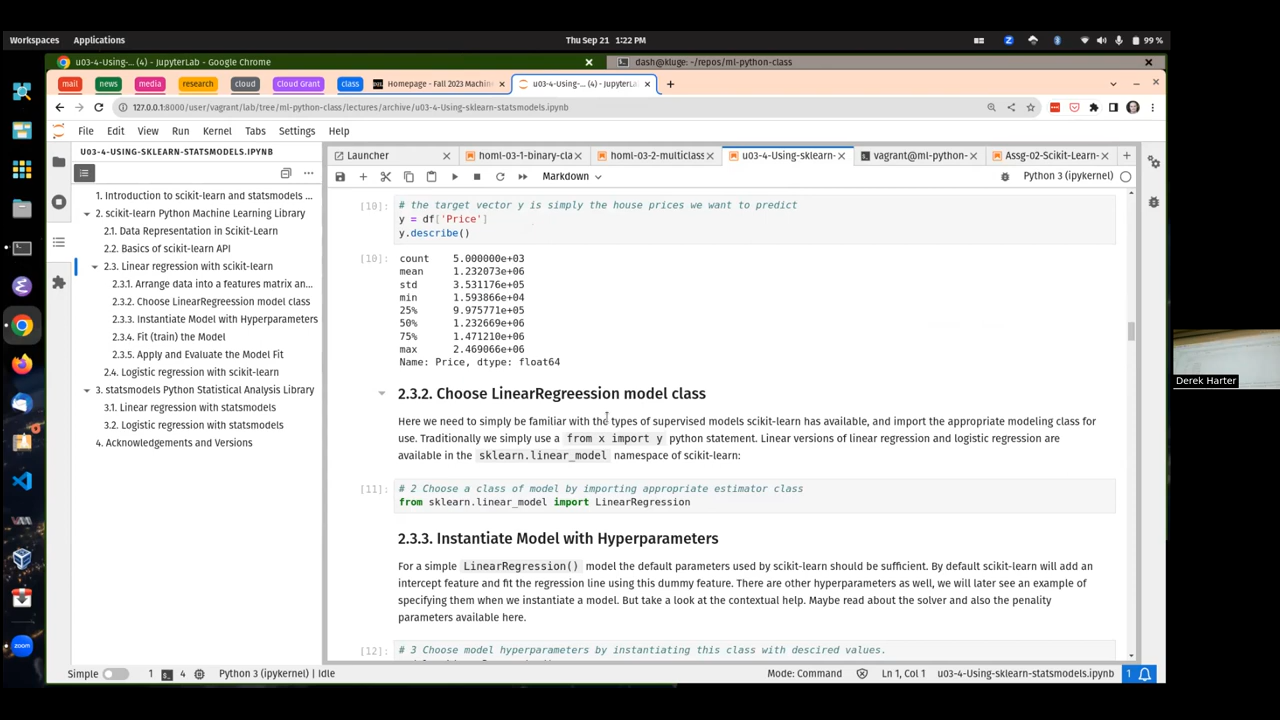 Workspaces Applications Thu Sep 21 1:22 PM 99 %
u03-4-Using-... (4) - JupyterLab - Google Chrome dash@kluge: ~/repos/ml-python-class
mail news media research cloud Cloud Grant class Homepage - Fall 2023 Machin u03-4-Using-... (4) - JupyterL
127.0.0.1:8000/user/vagrant/lab/tree/ml-python-class/lectures/archive/u03-4-Using-sklearn-statsmodels.ipynb
File Edit View Run Kernel Tabs Settings Help
U03-4-USING-SKLEARN-STATSMODELS.IPYNB
Launcher homl-03-1-binary-cla homl-03-2-multiclass u03-4-Using-sklearn- vagrant@ml-python- Assg-02-Scikit-Learn-
Markdown Python 3 (ipykernel)
1. Introduction to scikit-learn and statsmodels ...
2. scikit-learn Python Machine Learning Library
2.1. Data Representation in Scikit-Learn
2.2. Basics of scikit-learn API
2.3. Linear regression with scikit-learn
2.3.1. Arrange data into a features matrix an...
2.3.2. Choose LinearRegreession model class
2.3.3. Instantiate Model with Hyperparameters
2.3.4. Fit (train) the Model
2.3.5. Apply and Evaluate the Model Fit
2.4. Logistic regression with scikit-learn
3. statsmodels Python Statistical Analysis Library
3.1. Linear regression with statsmodels
3.2. Logistic regression with statsmodels
4. Acknowledgements and Versions
[10]: # the target vector y is simply the house prices we want to predict
y = df['Price']
y.describe()
[10]: count 5.000000e+03
mean 1.232073e+06
std 3.531176e+05
min 1.593866e+04
25% 9.975771e+05
50% 1.232669e+06
75% 1.471210e+06
max 2.469066e+06
Name: Price, dtype: float64
2.3.2. Choose LinearRegreession model class
Here we need to simply be familiar with the types of supervised models scikit-learn has available, and import the appropriate modeling class for
use. Traditionally we simply use a from x import y python statement. Linear versions of linear regression and logistic regression are
available in the sklearn.linear_model namespace of scikit-learn:
[11]: # 2 Choose a class of model by importing appropriate estimator class
from sklearn.linear_model import LinearRegression
2.3.3. Instantiate Model with Hyperparameters
For a simple LinearRegression() model the default parameters used by scikit-learn should be sufficient. By default scikit-learn will add an
intercept feature and fit the regression line using this dummy feature. There are other hyperparameters as well, we will later see an example of
specifying them when we instantiate a model. But take a look at the contextual help. Maybe read about the solver and also the penality
parameters available here.
[12]: # 3 Choose model hyperparameters by instantiating this class with descired values.
Simple 1 4 Python 3 (ipykernel) | Idle Mode: Command Ln 1, Col 1 u03-4-Using-sklearn-statsmodels.ipynb 1
Derek Harter
zoom